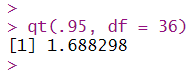 >
> qt(.95, df = 36)
[1] 1.688298
>